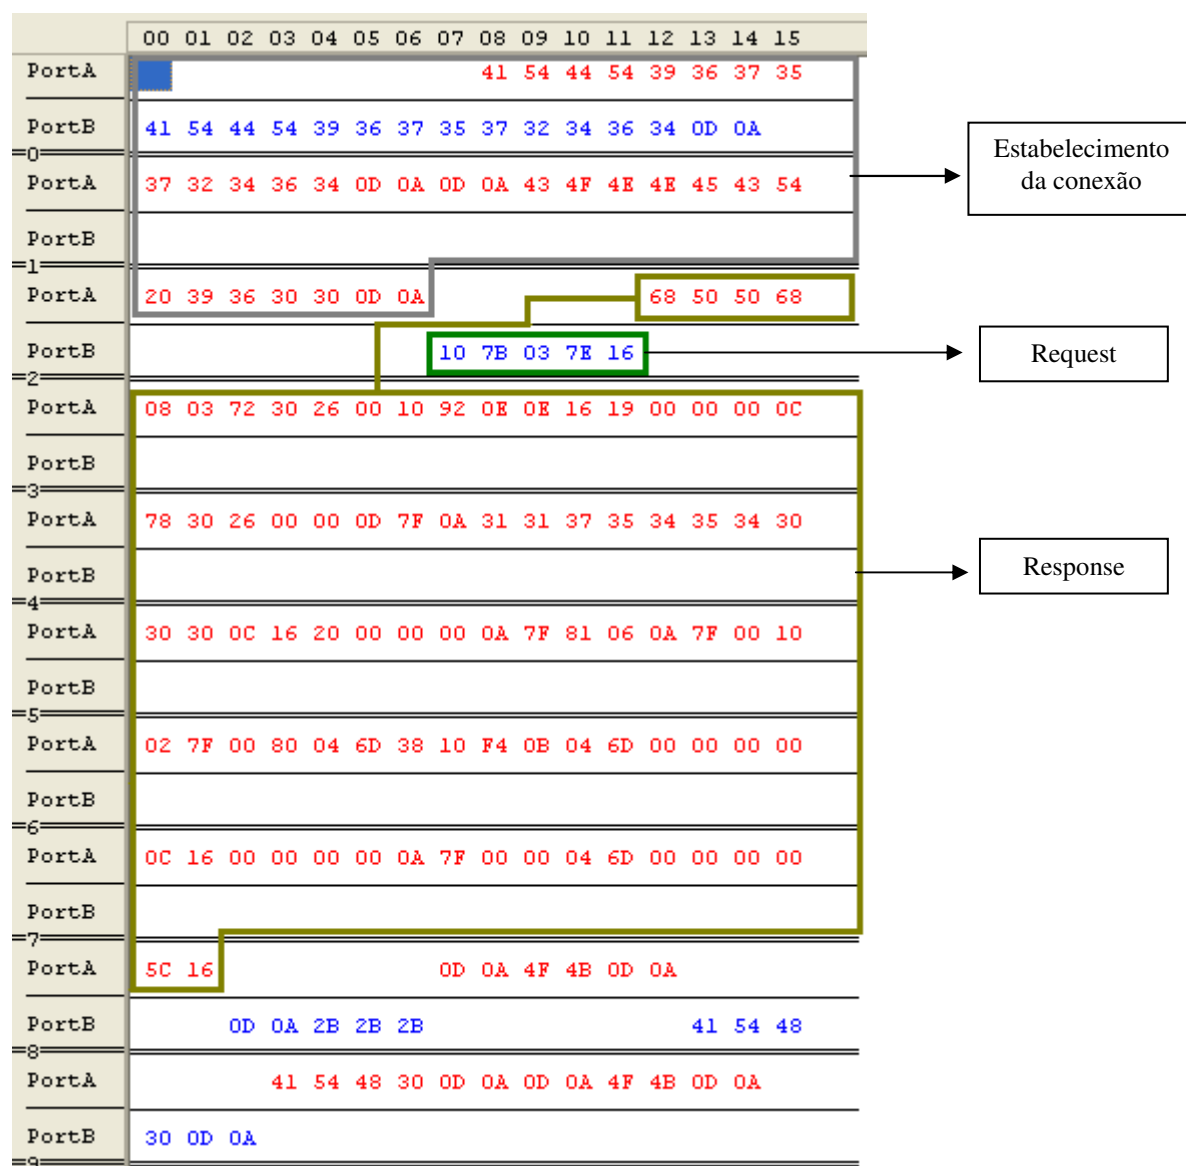 00 01 02 03 04 05 06 07 08 09 10 11 12 13 14 15
PortA 41 54 44 54 39 36 37 35
PortB 41 54 44 54 39 36 37 35 37 32 34 36 34 0D 0A
0
PortA 37 32 34 36 34 0D 0A 0D 0A 43 4F 4E 4E 45 43 54
Estabelecimento
da conexão
PortB
1
PortA 20 39 36 30 30 0D 0A 68 50 50 68
PortB 10 7B 03 7E 16
Request
2
PortA 08 03 72 30 26 00 10 92 0E 0E 16 19 00 00 00 0C
PortB
3
PortA 78 30 26 00 00 0D 7F 0A 31 31 37 35 34 35 34 30
PortB
Response
4
PortA 30 30 0C 16 20 00 00 00 0A 7F 81 06 0A 7F 00 10
PortB
5
PortA 02 7F 00 80 04 6D 38 10 F4 0B 04 6D 00 00 00 00
PortB
6
PortA 0C 16 00 00 00 00 0A 7F 00 00 04 6D 00 00 00 00
PortB
7
PortA 5C 16 0D 0A 4F 4B 0D 0A
PortB 0D 0A 2B 2B 2B 41 54 48
8
PortA 41 54 48 30 0D 0A 0D 0A 4F 4B 0D 0A
PortB 30 0D 0A
9